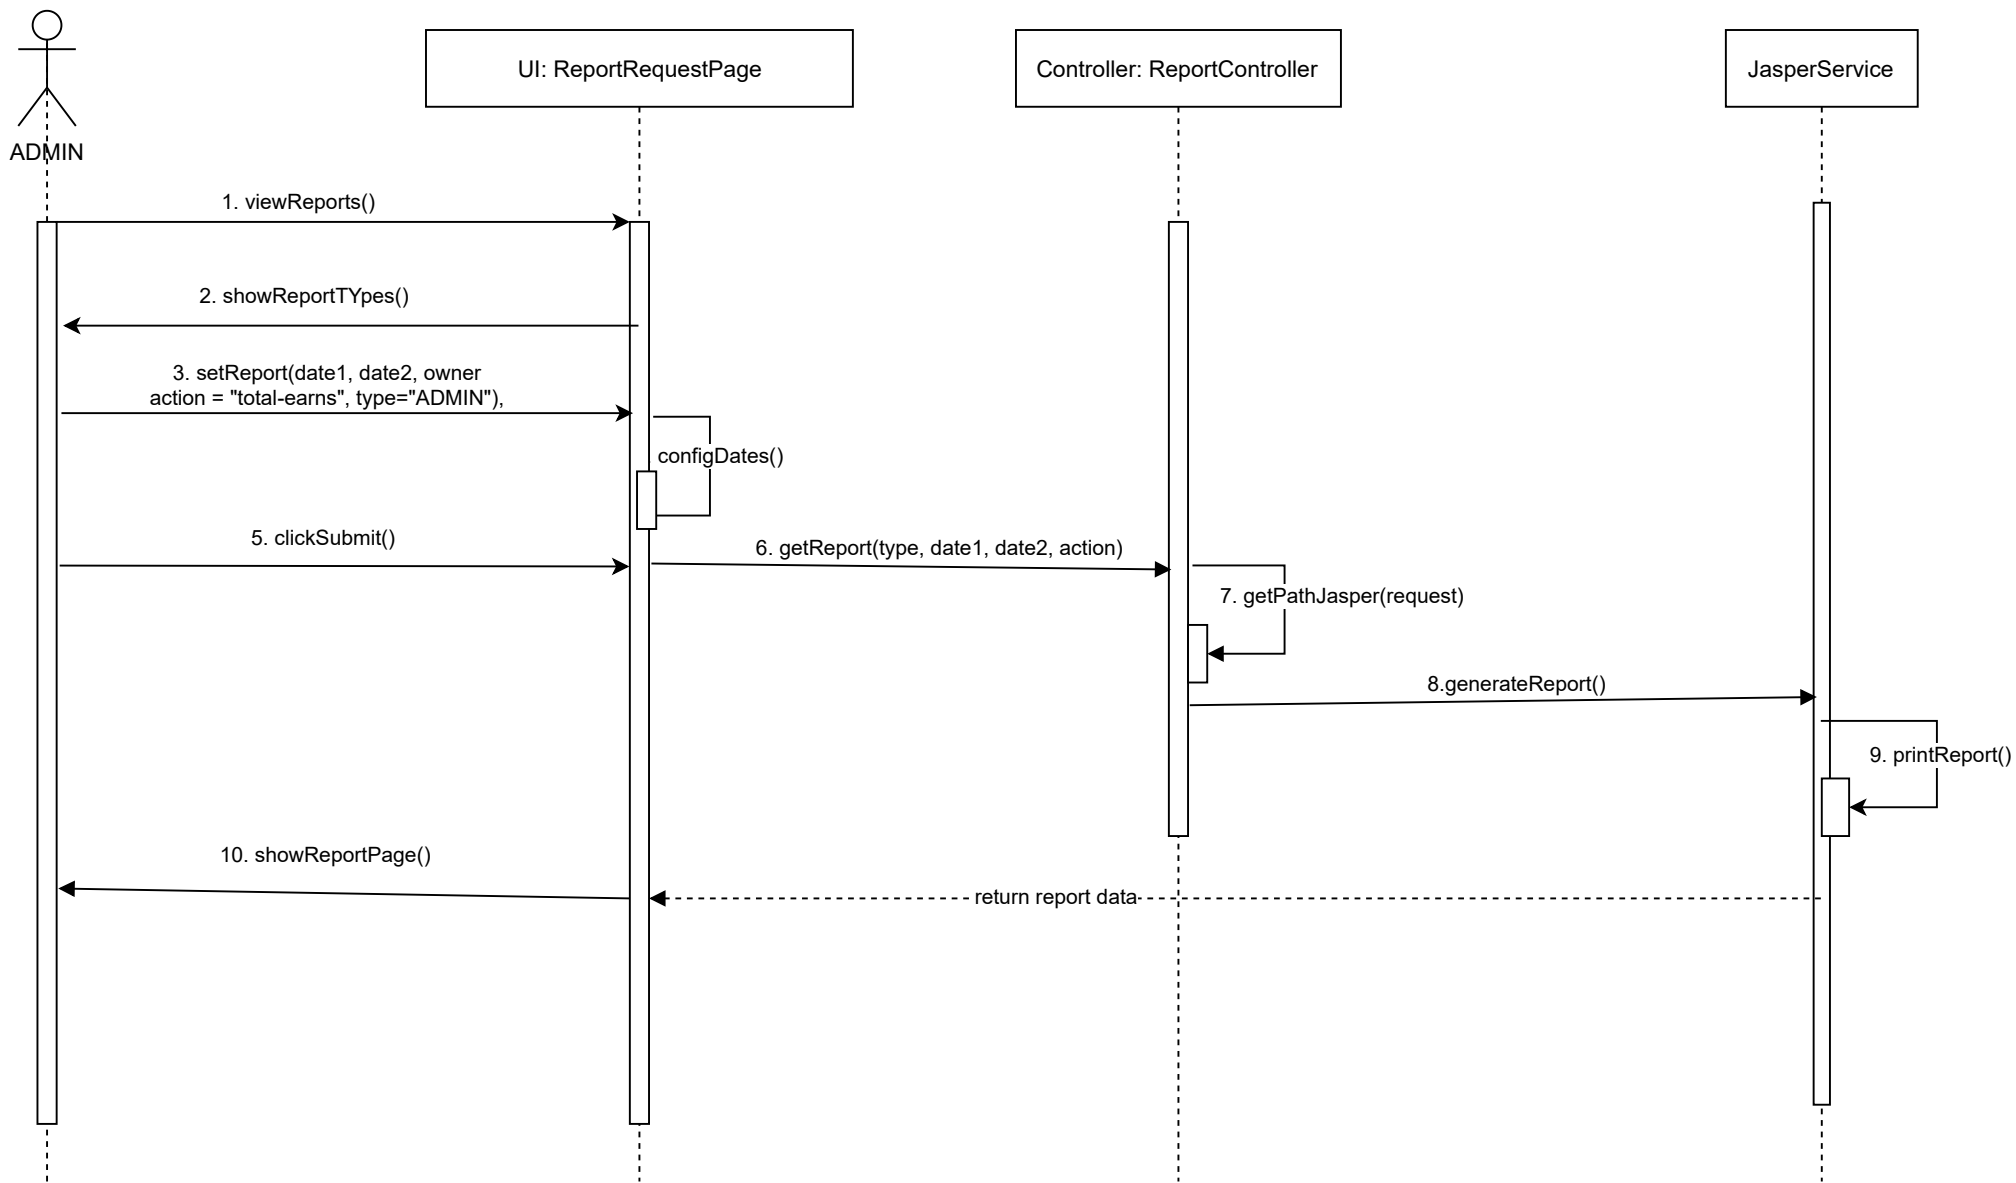 UI: ReportRequestPage
Controller: ReportController
JasperService
ADMIN
1. viewReports()
2. showReportTYpes()
3. setReport(date1, date2, owner
action = "total-earns", type="ADMIN"),
configDates()
5. clickSubmit()
6. getReport(type, date1, date2, action)
7. getPathJasper(request)
8.generateReport()
9. printReport()
10. showReportPage()
return report data